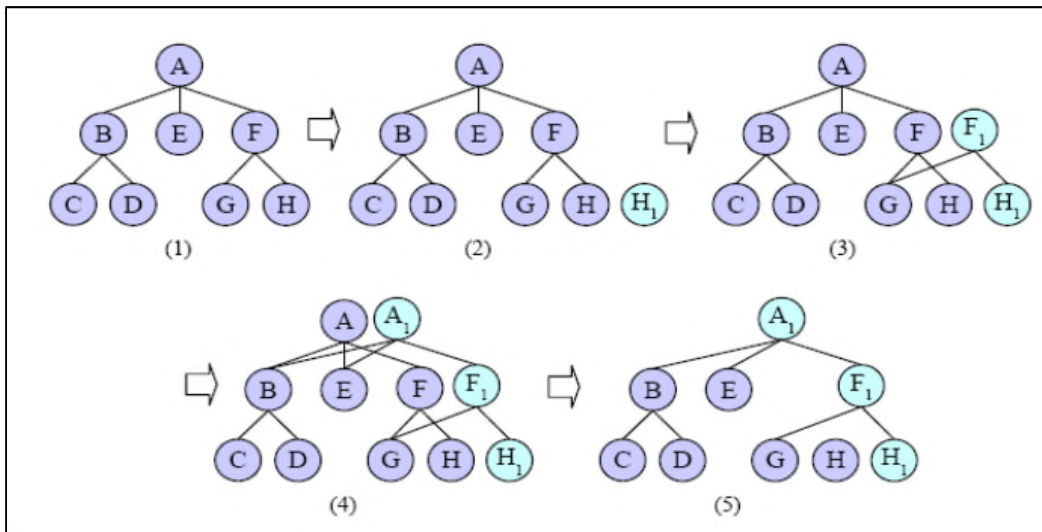 A A A
B E F B E F B E F F₁
C D G H C D G H H₁ C D G H H₁
(1) (2) (3)
A A₁ A₁
B E F F₁ B E F₁
C D G H H₁ C D G H H₁
(4) (5)